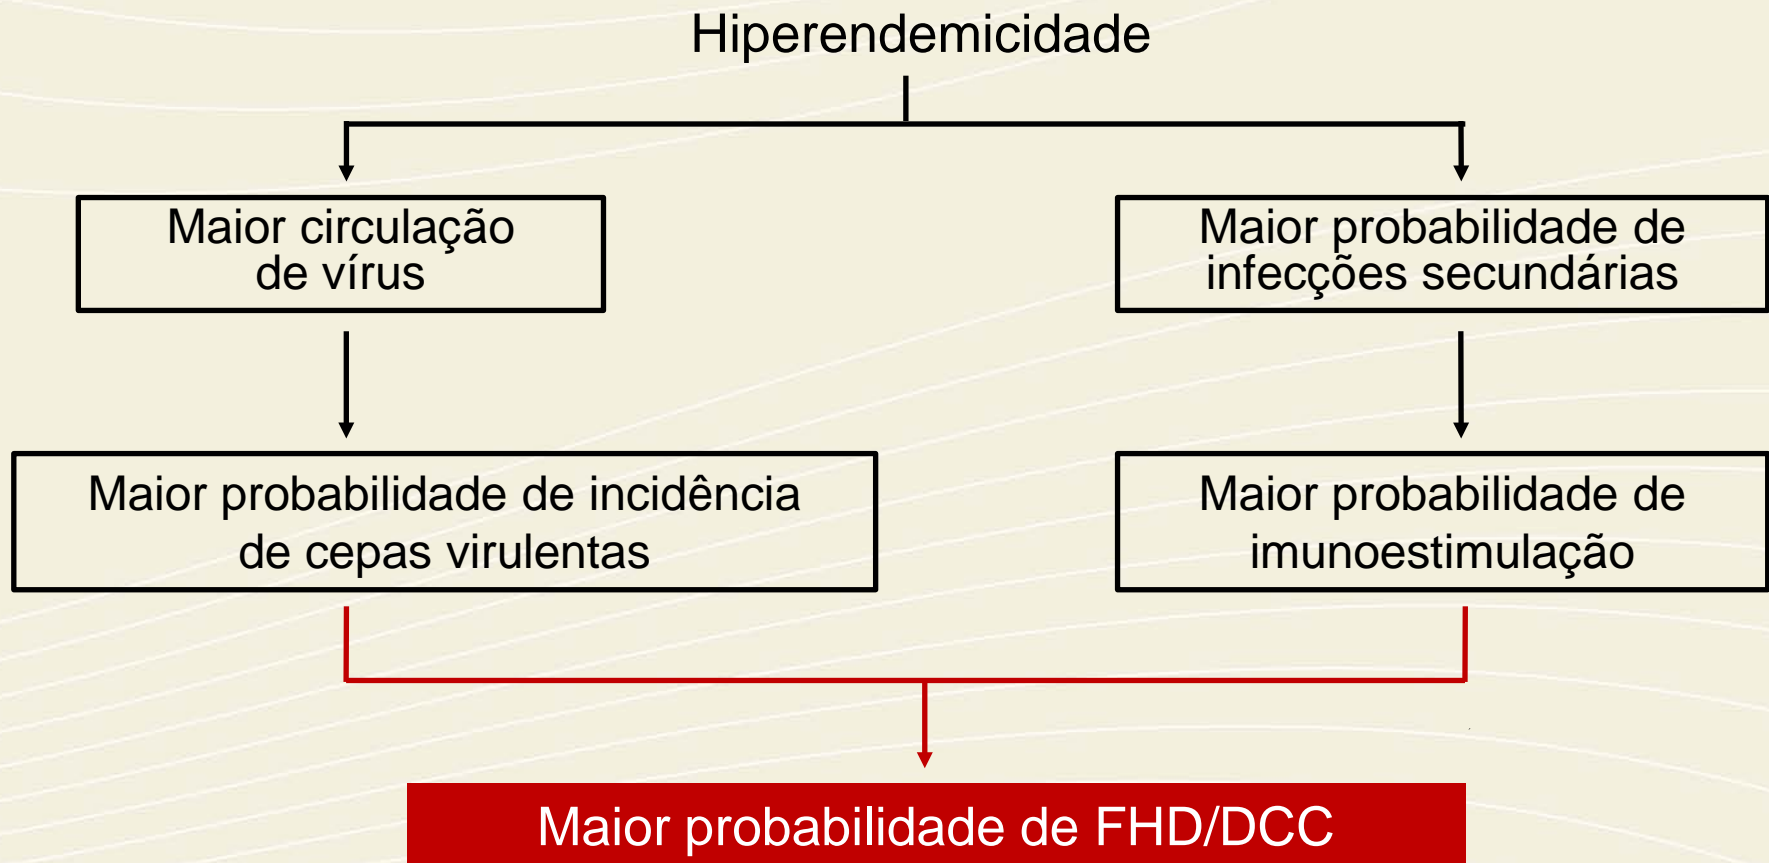 Hiperendemicidade
Maior circulação
de vírus
Maior probabilidade de
infecções secundárias
Maior probabilidade de incidência
de cepas virulentas
Maior probabilidade de
imunoestimulação
Maior probabilidade de FHD/DCC